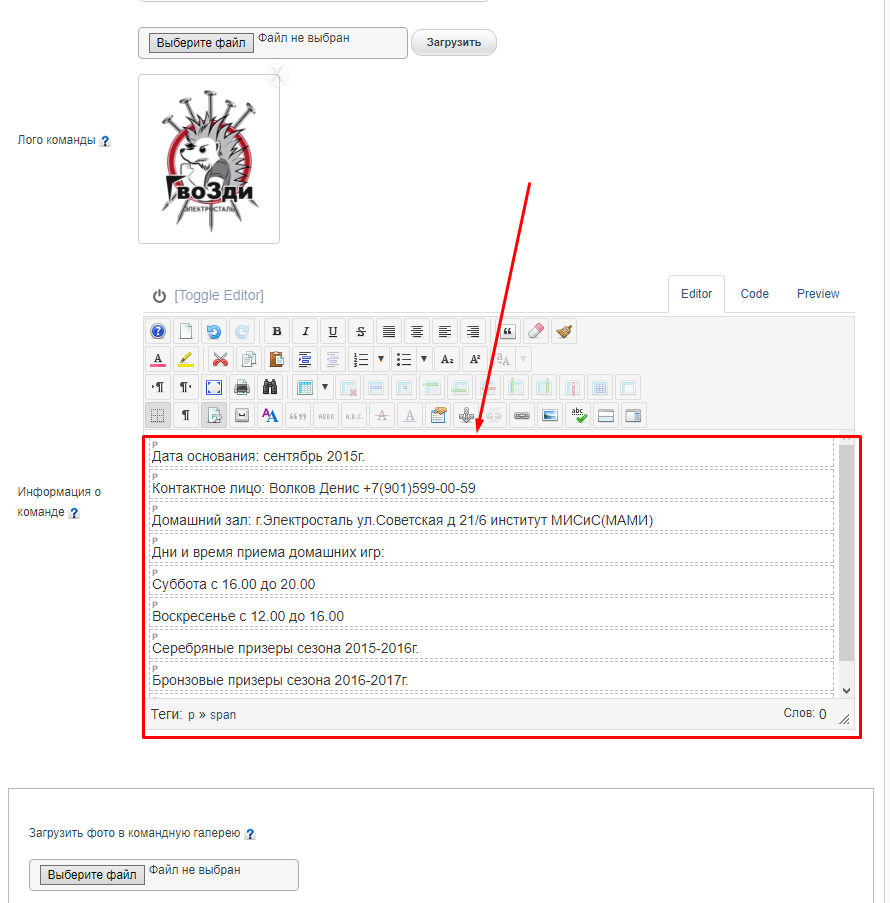 Выберите файл Файл не выбран Загрузить
X
Лого команды ?
Гвозди
ЭЛЕКТРОСТАЛЬ
[Toggle Editor] Editor Code Preview
B I U S
A
A₂ A²
ABBR A.B.C. A A
abc
Информация о
команде ?
P
Дата основания: сентябрь 2015г.
P
Контактное лицо: Волков Денис +7(901)599-00-59
P
Домашний зал: г.Электросталь ул.Советская д 21/6 институт МИСиС(МАМИ)
P
Дни и время приема домашних игр:
P
Суббота с 16.00 до 20.00
P
Воскресенье с 12.00 до 16.00
P
Серебряные призеры сезона 2015-2016г.
P
Бронзовые призеры сезона 2016-2017г.
Теги: p » span Слов: 0
Загрузить фото в командную галерею ?
Выберите файл Файл не выбран